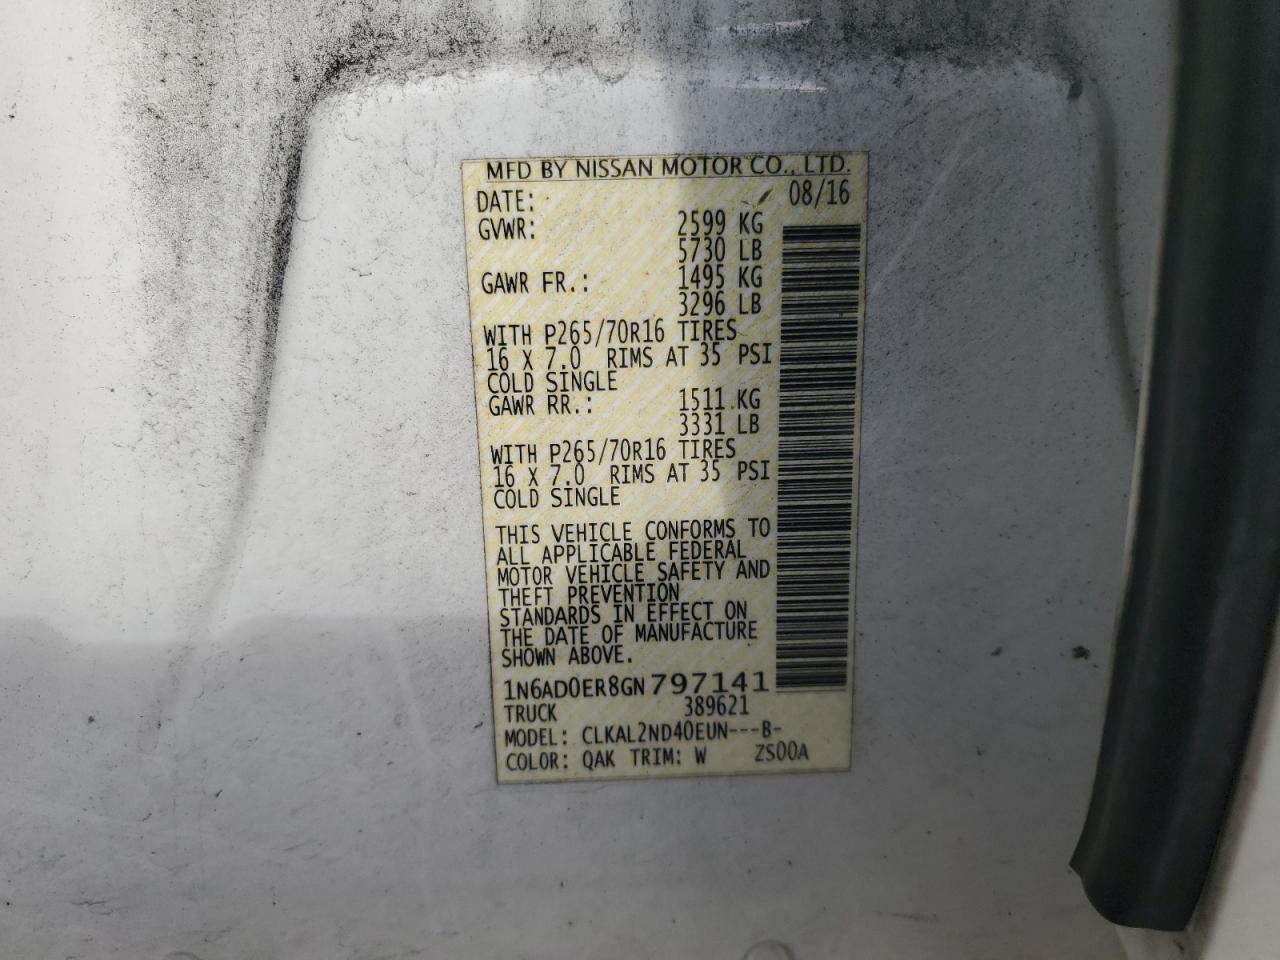 MFD BY NISSAN MOTOR CO., LTD.
DATE: 08/16
GVWR: 2599 KG
5730 LB
GAWR FR.: 1495 KG
3296 LB
WITH P265/70R16 TIRES
16 X 7.0 RIMS AT 35 PSI
COLD SINGLE
GAWR RR.: 1511 KG
3331 LB
WITH P265/70R16 TIRES
16 X 7.0 RIMS AT 35 PSI
COLD SINGLE
THIS VEHICLE CONFORMS TO
ALL APPLICABLE FEDERAL
MOTOR VEHICLE SAFETY AND
THEFT PREVENTION
STANDARDS IN EFFECT ON
THE DATE OF MANUFACTURE
SHOWN ABOVE.
1N6AD0ER8GN797141
TRUCK 389621
MODEL: CLKAL2ND40EUN---B-
COLOR: QAK TRIM: W ZS00A